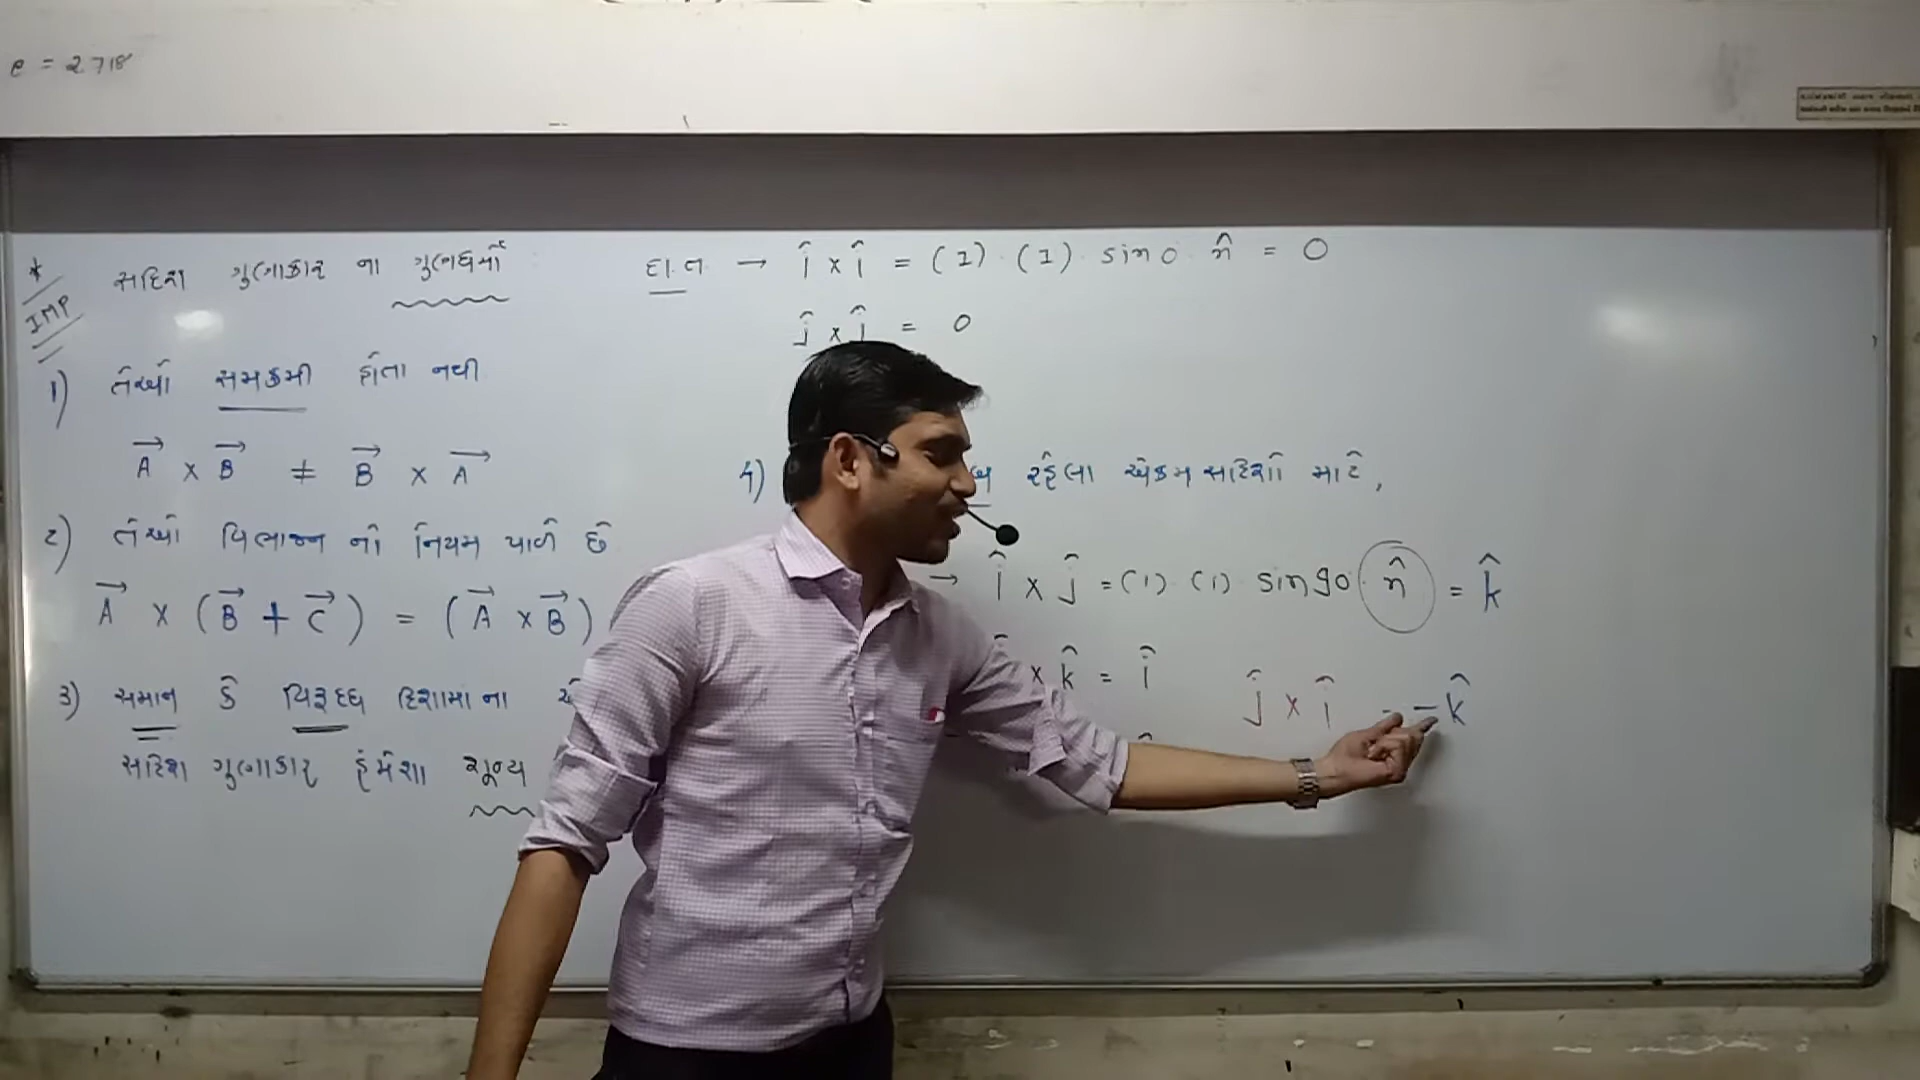 e = 2.718
*
IMP
સદિશ ગુણાકાર ના ગુણધર્મો
1) તેઓ સમક્રમી હોતા નથી
A⃗ × B⃗ ≠ B⃗ × A⃗
2) તેઓ વિભાજન નો નિયમ પાળે છે
A⃗ × (B⃗ + C⃗) = (A⃗ × B⃗)
3) સમાન કે વિરૂદ્ધ દિશામાં ના
સદિશ ગુણાકાર હંમેશા શૂન્ય
દા.ત → î × î = (1) · (1) · sin 0 · n̂ = 0
ĵ × ĵ = 0
4) રહેલા એકમ સદિશો માટે,
→ î × ĵ = (1) · (1) · sin 90 n̂ = k̂
× k̂ = î
ĵ × î = -k̂